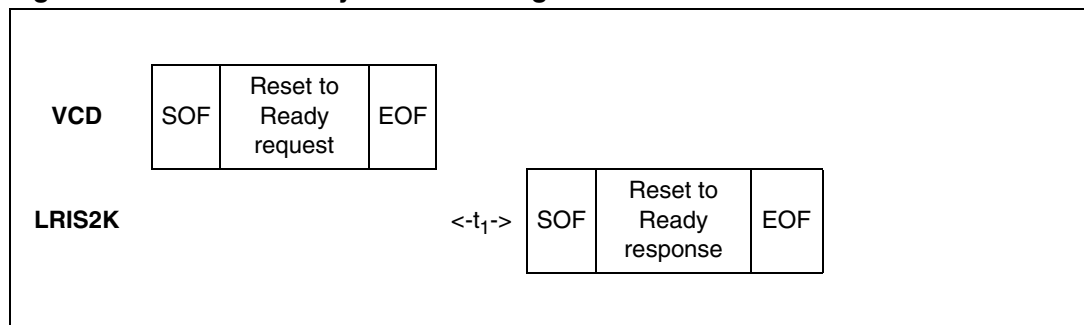 VCD
SOF
Reset to
Ready
request
EOF
LRIS2K
<-t₁->
SOF
Reset to
Ready
response
EOF